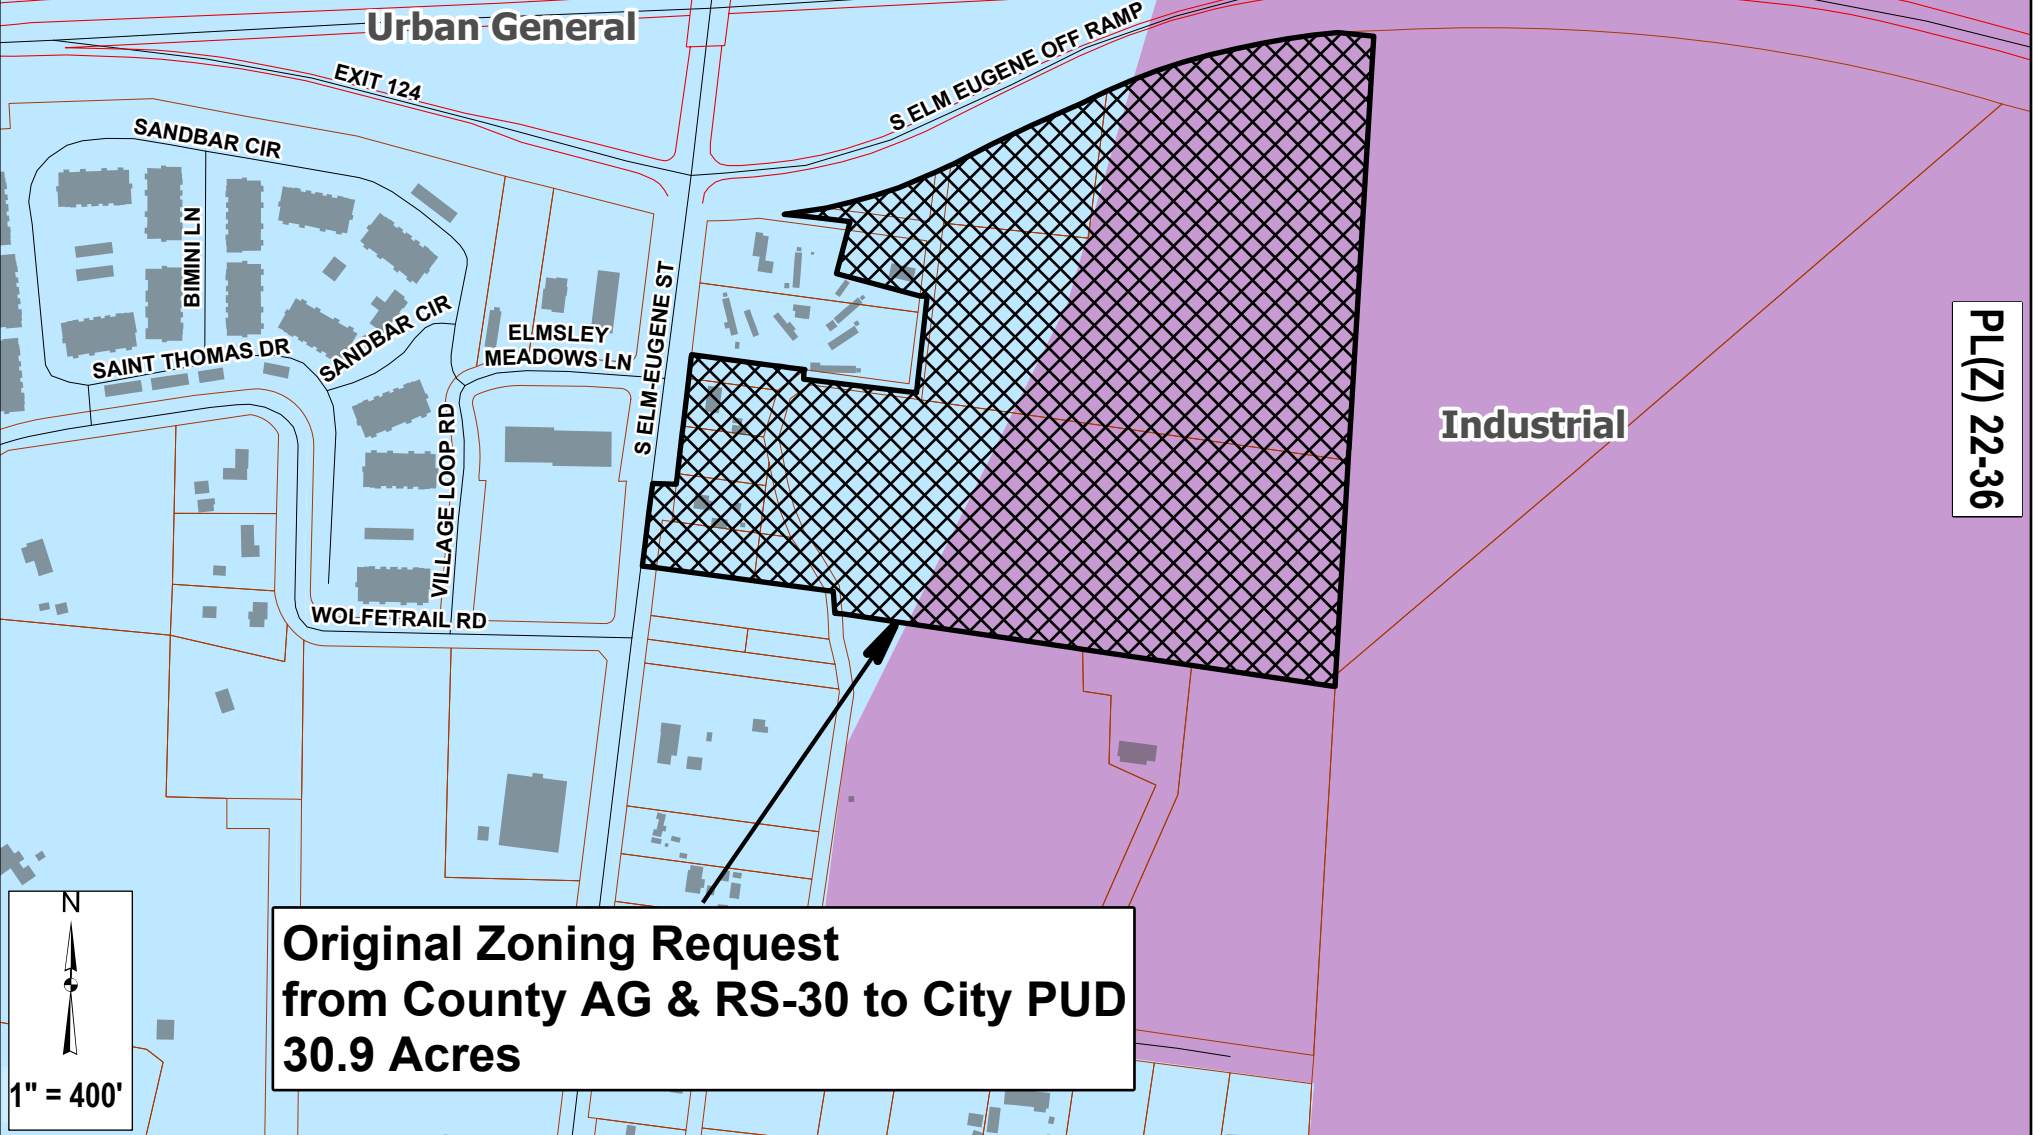 Urban General
EXIT 124
S ELM EUGENE OFF RAMP
SANDBAR CIR
BIMINI LN
SANDBAR CIR
SAINT THOMAS DR
ELMSLEY
MEADOWS LN
S ELM-EUGENE ST
VILLAGE LOOP RD
WOLFETRAIL RD
Industrial
PL(Z) 22-36
N
1" = 400'
Original Zoning Request
from County AG & RS-30 to City PUD
30.9 Acres